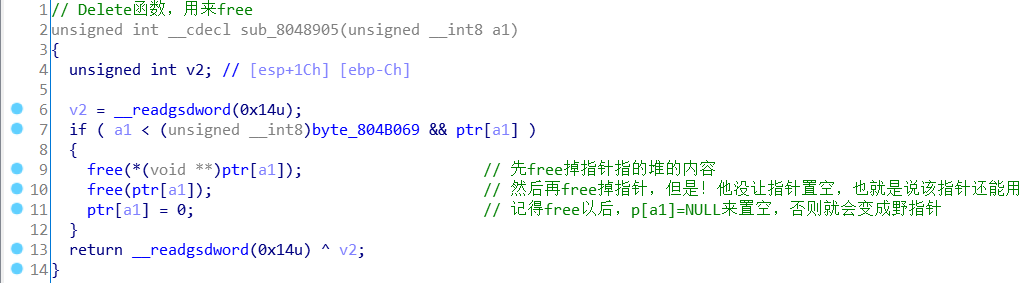 1 // Delete函数，用来free
2 unsigned int __cdecl sub_8048905(unsigned __int8 a1)
3 {
4   unsigned int v2; // [esp+1Ch] [ebp-Ch]
5
6   v2 = __readgsdword(0x14u);
7   if ( a1 < (unsigned __int8)byte_804B069 && ptr[a1] )
8   {
9     free(*(void **)ptr[a1]);                    // 先free掉指针指的堆的内容
10     free(ptr[a1]);                              // 然后再free掉指针，但是！他没让指针置空，也就是说该指针还能用
11     ptr[a1] = 0;                                // 记得free以后，p[a1]=NULL来置空，否则就会变成野指针
12   }
13   return __readgsdword(0x14u) ^ v2;
14 }